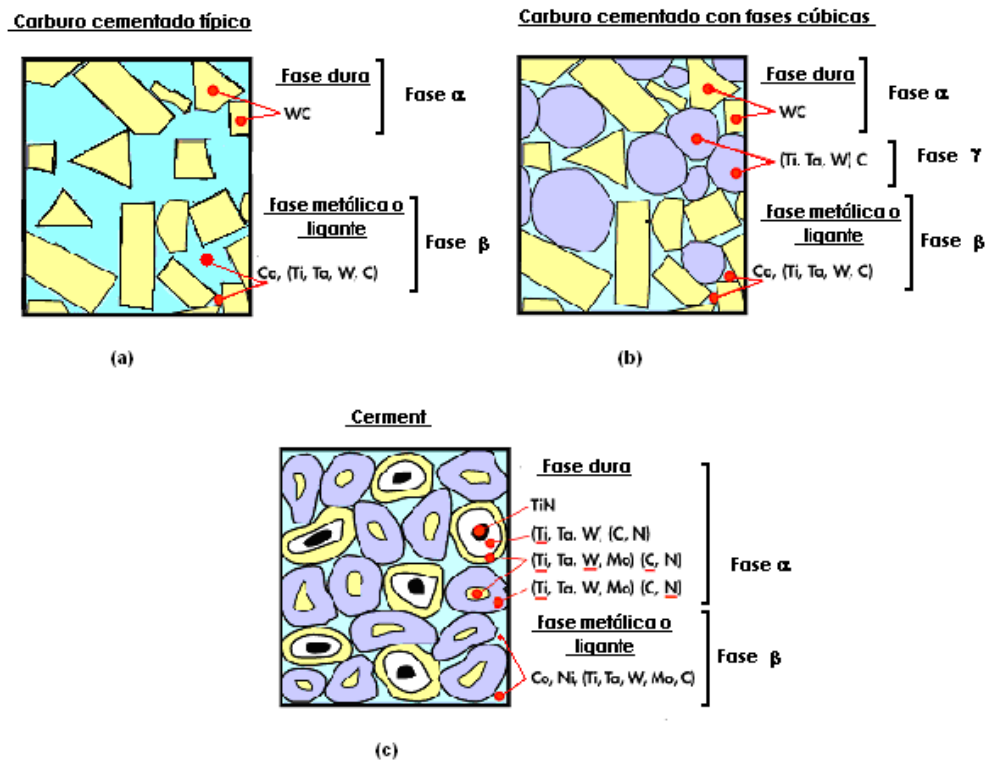 Carburo cementado típico
Fase dura
WC
Fase α
Fase metálica o
ligante
Fase β
Co, (Ti, Ta, W, C)
(a)
Carburo cementado con fases cúbicas
Fase dura
WC
Fase α
(Ti. Ta, W) C
Fase γ
Fase metálica o
ligante
Fase β
Co, (Ti, Ta, W, C)
(b)
Cerment
Fase dura
TiN
(Ti, Ta. W) (C, N)
(Ti, Ta, W, Mo) (C, N)
(Ti, Ta, W, Mo) (C, N)
Fase α
Fase metálica o
ligante
Fase β
Co, Ni, (Ti, Ta, W, Mo, C)
(c)